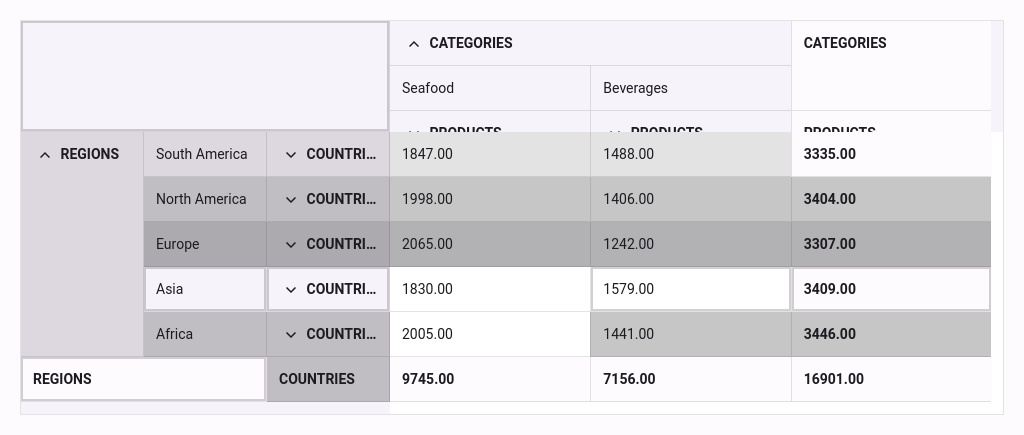 CATEGORIES CATEGORIES
Seafood Beverages
PRODUCTS PRODUCTS PRODUCTS
REGIONS South America COUNTRI... 1847.00 1488.00 3335.00
North America COUNTRI... 1998.00 1406.00 3404.00
Europe COUNTRI... 2065.00 1242.00 3307.00
Asia COUNTRI... 1830.00 1579.00 3409.00
Africa COUNTRI... 2005.00 1441.00 3446.00
REGIONS COUNTRIES 9745.00 7156.00 16901.00